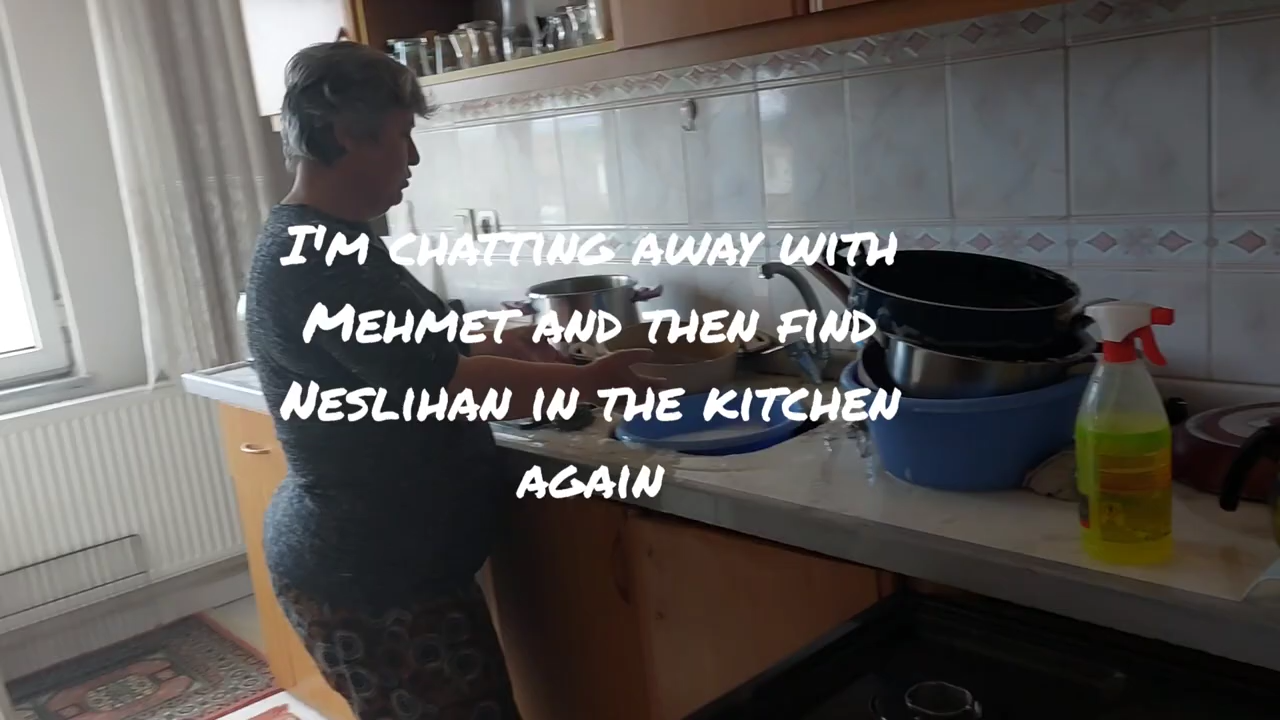 I'm chatting away with
Mehmet and then find
Neslihan in the kitchen
again